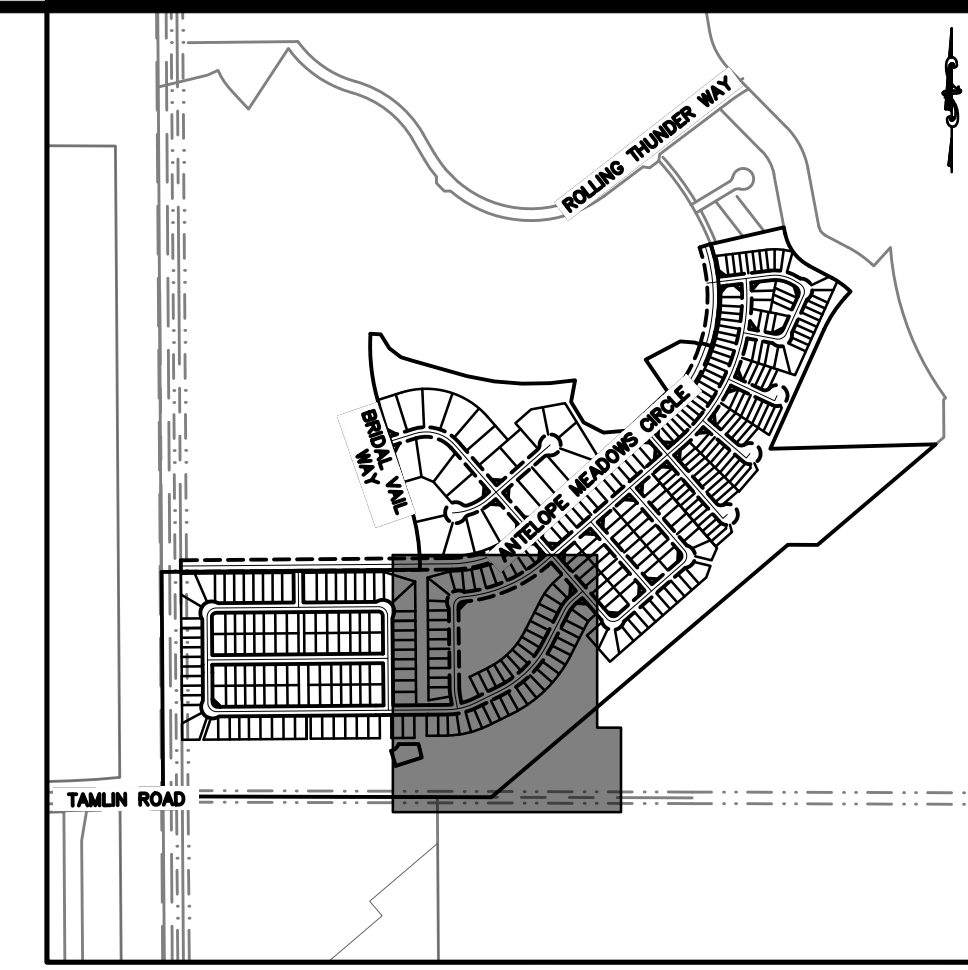 ROLLING THUNDER WAY
BRIDAL VAIL
WAY
ANTELOPE MEADOWS CIRCLE
TAMLIN ROAD